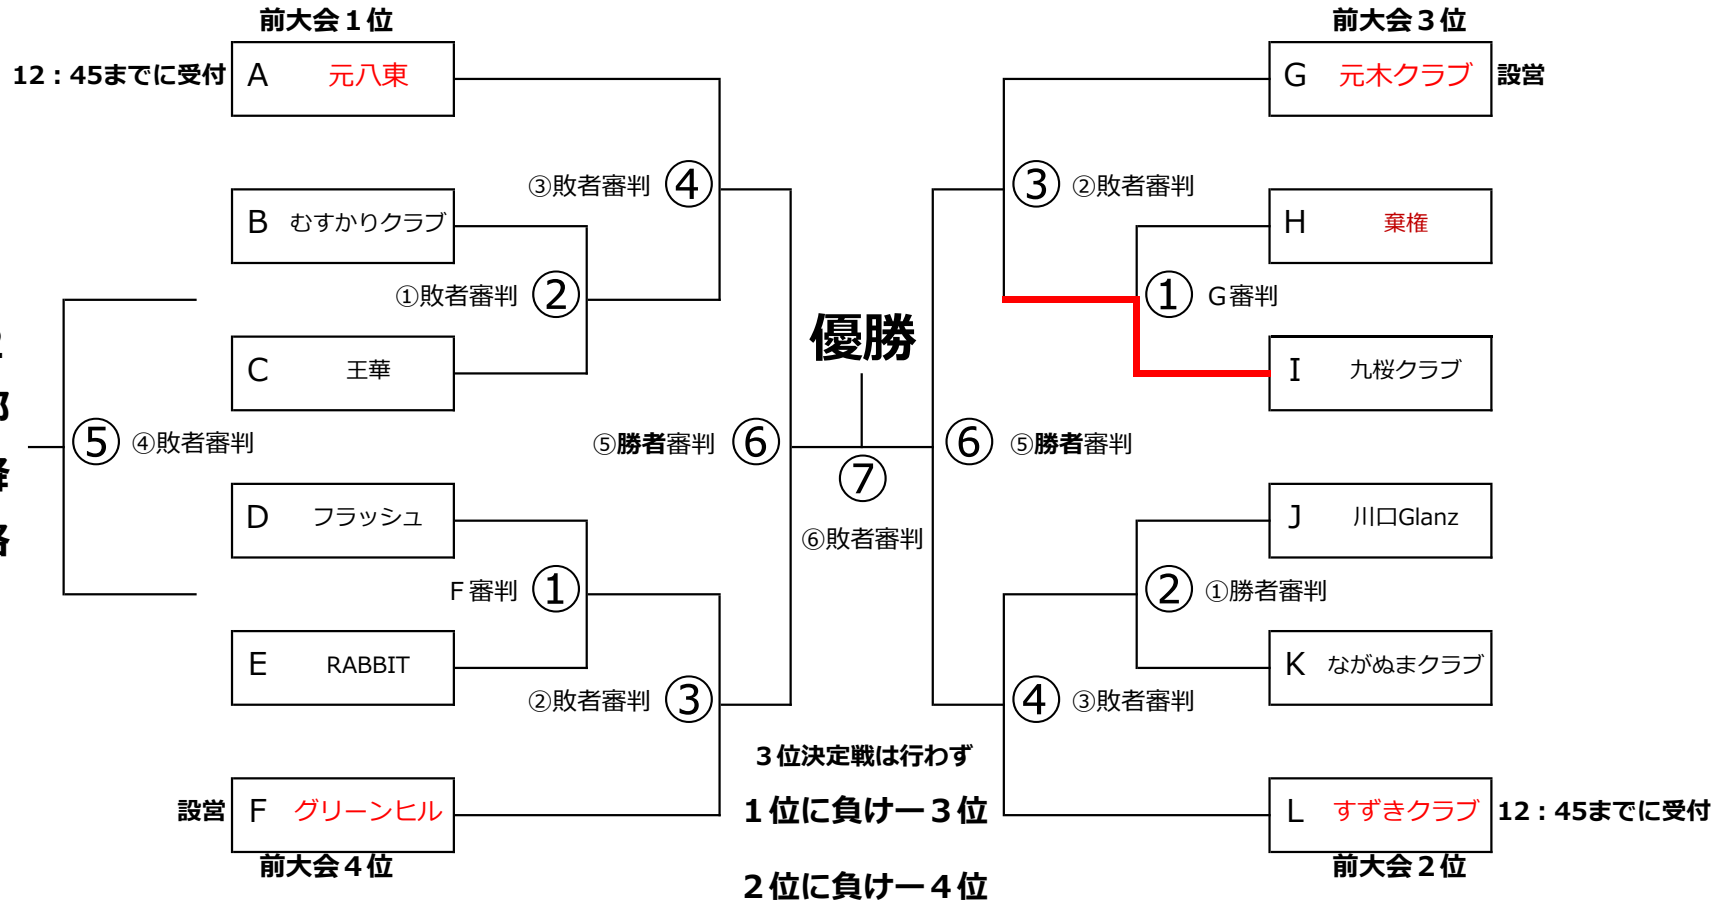 前大会１位
前大会３位
12：45までに受付
A 元八東
G 元木クラブ
設営
③敗者審判 ④
③ ②敗者審判
B むすかりクラブ
H 棄権
①敗者審判 ②
① Ｇ審判
優勝
C 王華
I 九桜クラブ
⑤ ④敗者審判
⑤勝者審判 ⑥
⑥ ⑤勝者審判
⑦
⑥敗者審判
D フラッシュ
J 川口Glanz
Ｆ審判 ①
② ①勝者審判
E RABBIT
K ながぬまクラブ
②敗者審判 ③
④ ③敗者審判
３位決定戦は行わず
１位に負けー３位
２位に負けー４位
設営
F グリーンヒル
L すずきクラブ
12：45までに受付
前大会４位
前大会２位